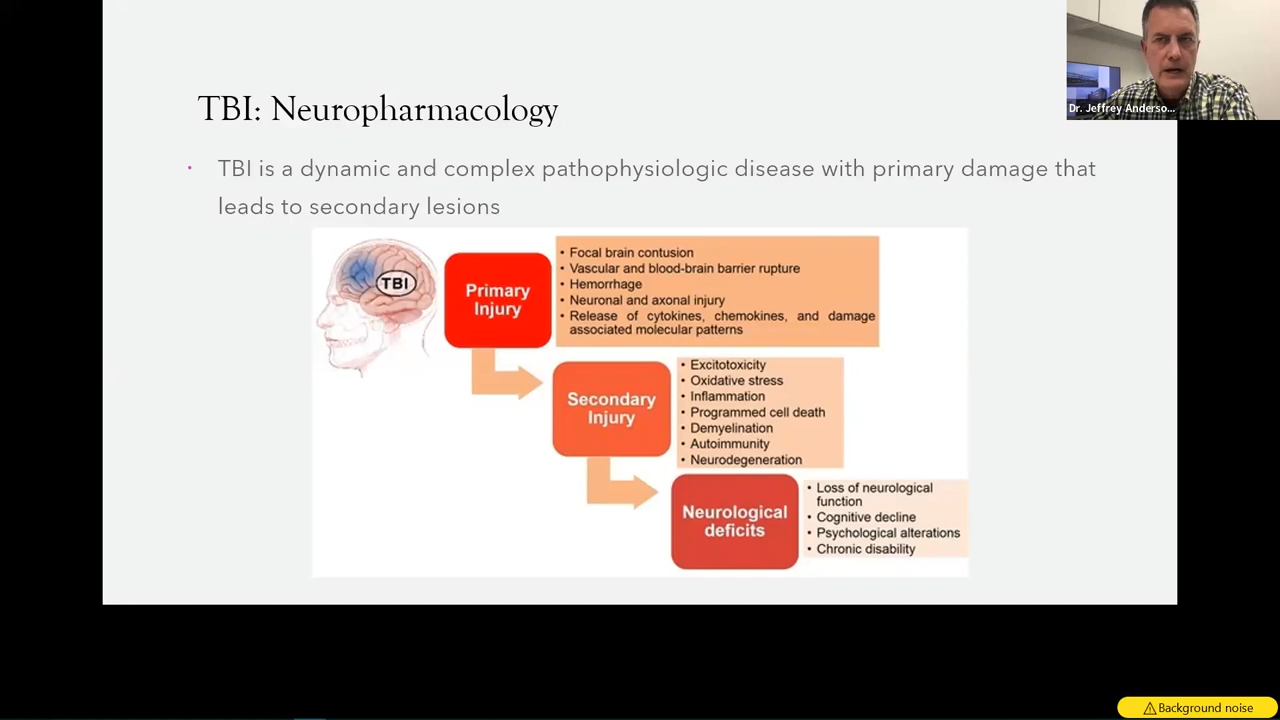 TBI: Neuropharmacology
• TBI is a dynamic and complex pathophysiologic disease with primary damage that
leads to secondary lesions
TBI
Primary
Injury
• Focal brain contusion
• Vascular and blood-brain barrier rupture
• Hemorrhage
• Neuronal and axonal injury
• Release of cytokines, chemokines, and damage
associated molecular patterns
Secondary
Injury
• Excitotoxicity
• Oxidative stress
• Inflammation
• Programmed cell death
• Demyelination
• Autoimmunity
• Neurodegeneration
Neurological
deficits
• Loss of neurological
function
• Cognitive decline
• Psychological alterations
• Chronic disability
Dr. Jeffrey Anderso...
Background noise